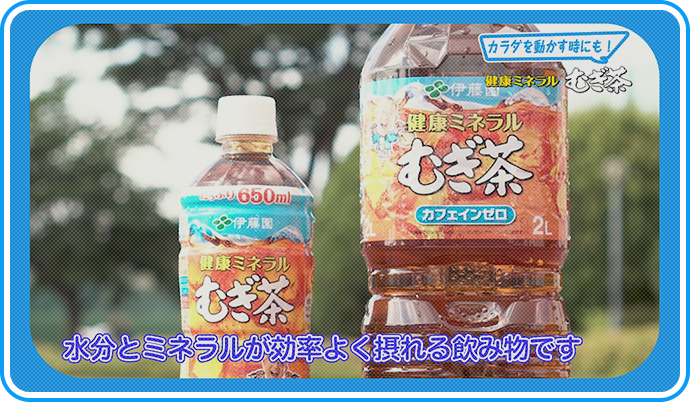 カラダを動かす時にも！
健康ミネラル むぎ茶
伊藤園
健康ミネラル
むぎ茶
カフェインゼロ
2L
たっぷり650ml
伊藤園
健康ミネラル
むぎ茶
水分とミネラルが効率よく摂れる飲み物です